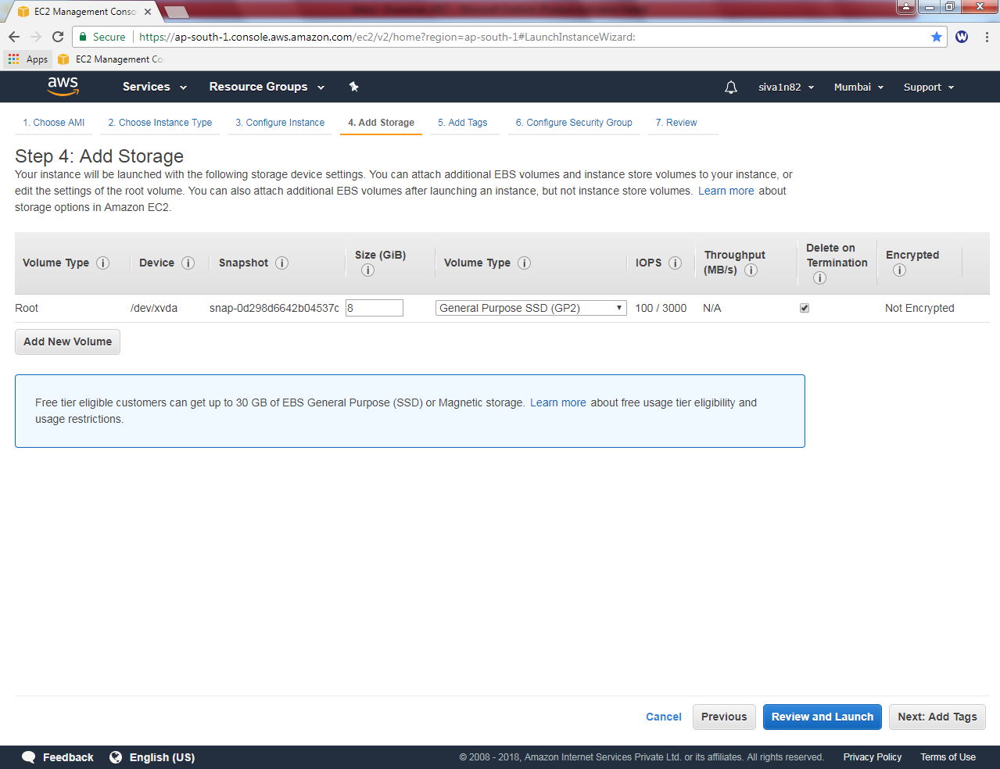 EC2 Management Conso
Secure https://ap-south-1.console.aws.amazon.com/ec2/v2/home?region=ap-south-1#LaunchInstanceWizard:
W
Apps EC2 Management Co
aws Services Resource Groups siva1n82 Mumbai Support
1. Choose AMI 2. Choose Instance Type 3. Configure Instance 4. Add Storage 5. Add Tags 6. Configure Security Group 7. Review
Step 4: Add Storage
Your instance will be launched with the following storage device settings. You can attach additional EBS volumes and instance store volumes to your instance, or
edit the settings of the root volume. You can also attach additional EBS volumes after launching an instance, but not instance store volumes. Learn more about
storage options in Amazon EC2.
Volume Type i Device i Snapshot i Size (GiB) i Volume Type i IOPS i Throughput (MB/s) i Delete on Termination i Encrypted i
Root /dev/xvda snap-0d298d6642b04537c 8 General Purpose SSD (GP2) 100 / 3000 N/A Not Encrypted
Add New Volume
Free tier eligible customers can get up to 30 GB of EBS General Purpose (SSD) or Magnetic storage. Learn more about free usage tier eligibility and
usage restrictions.
Cancel Previous Review and Launch Next: Add Tags
Feedback English (US) © 2008 - 2018, Amazon Internet Services Private Ltd. or its affiliates. All rights reserved. Privacy Policy Terms of Use